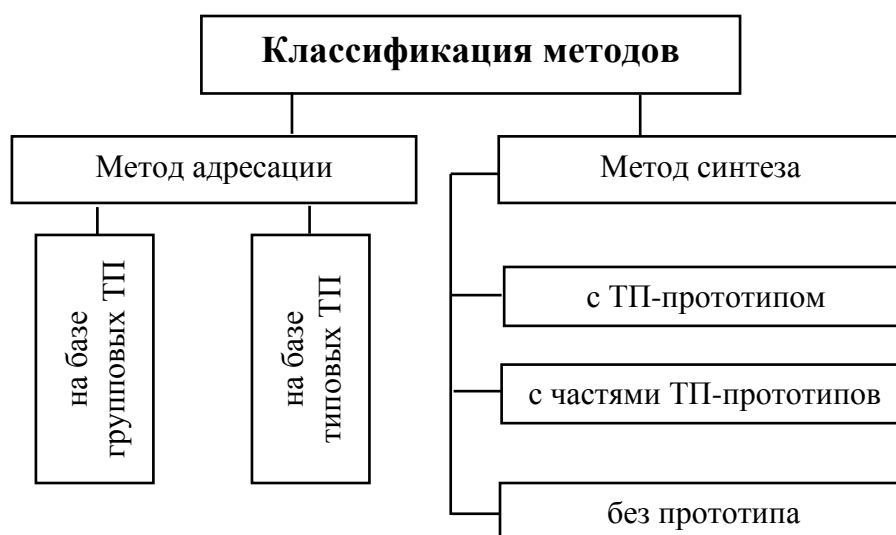 Классификация методов
Метод адресации
Метод синтеза
на базе
групповых ТП
на базе
типовых ТП
с ТП-прототипом
с частями ТП-прототипов
без прототипа